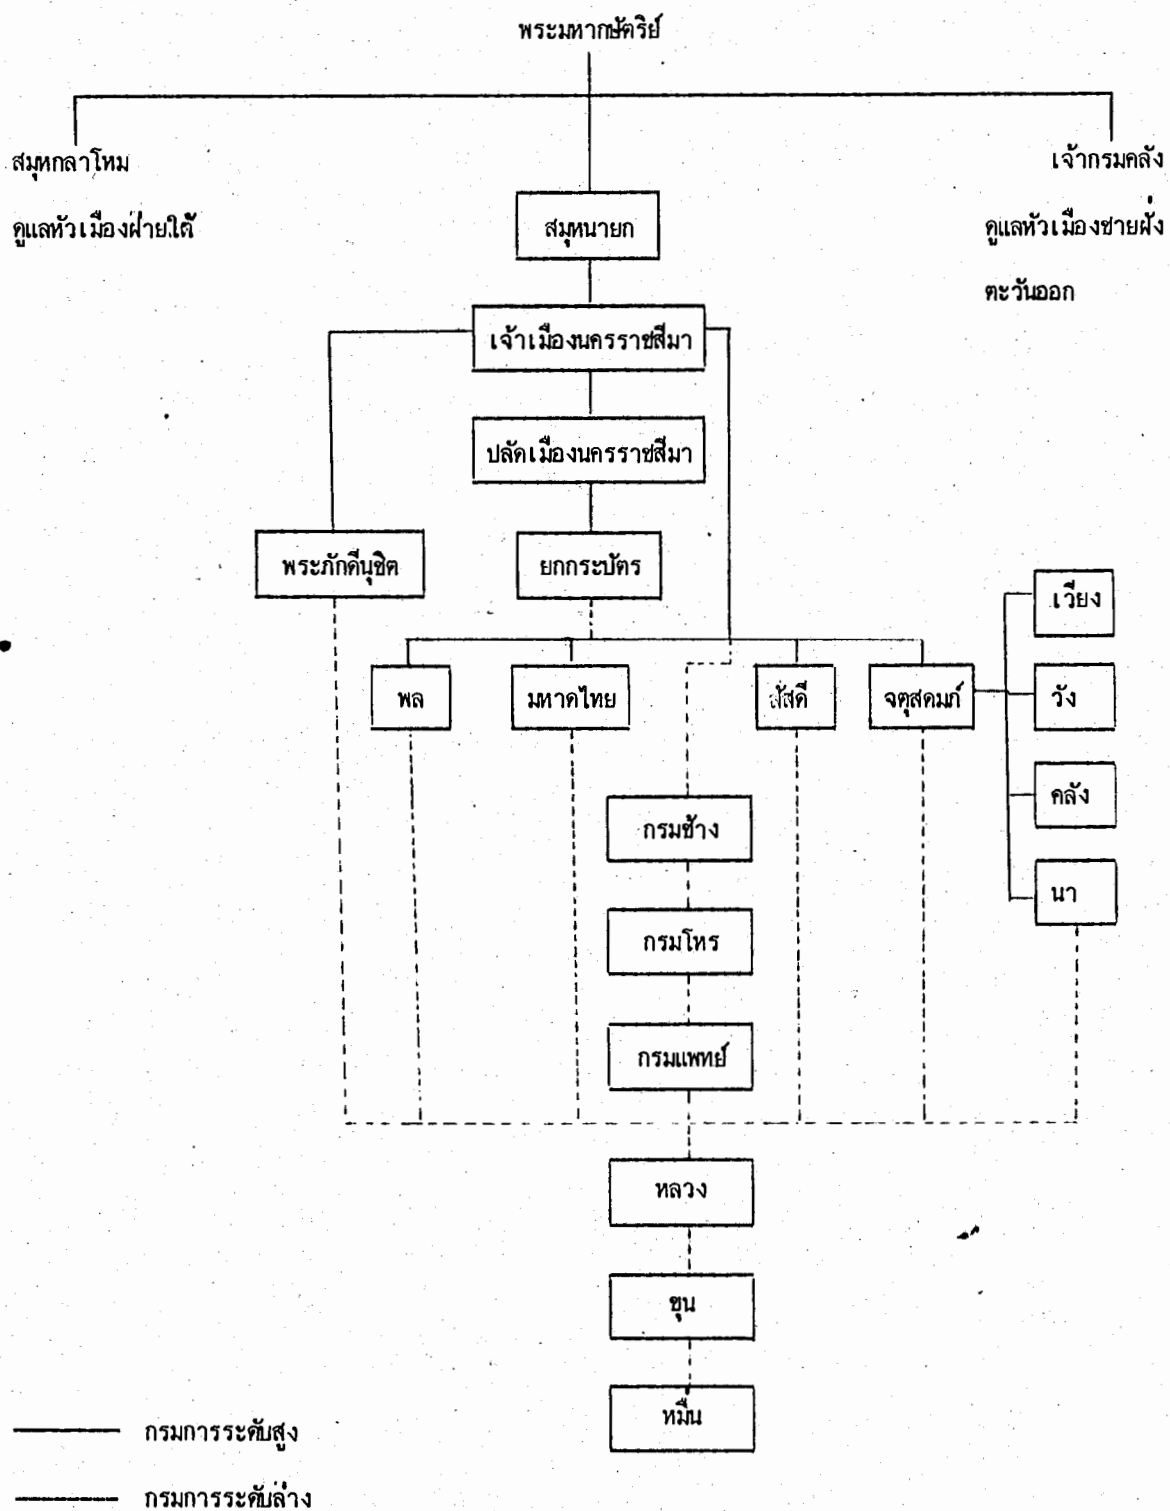 พระมหากษัตริย์
สมุหกลาโหม
ดูแลหัวเมืองฝ่ายใต้
เจ้ากรมคลัง
ดูแลหัวเมืองชายฝั่ง
ตะวันออก
สมุหนายก
เจ้าเมืองนครราชสีมา
ปลัดเมืองนครราชสีมา
พระภักดีนุชิต
ยกกระบัตร
พล
มหาดไทย
สัสดี
จตุสดมภ์
เวียง
วัง
คลัง
นา
กรมช้าง
กรมโหร
กรมแพทย์
หลวง
ขุน
หมื่น
กรมการระดับสูง
กรมการระดับล่าง